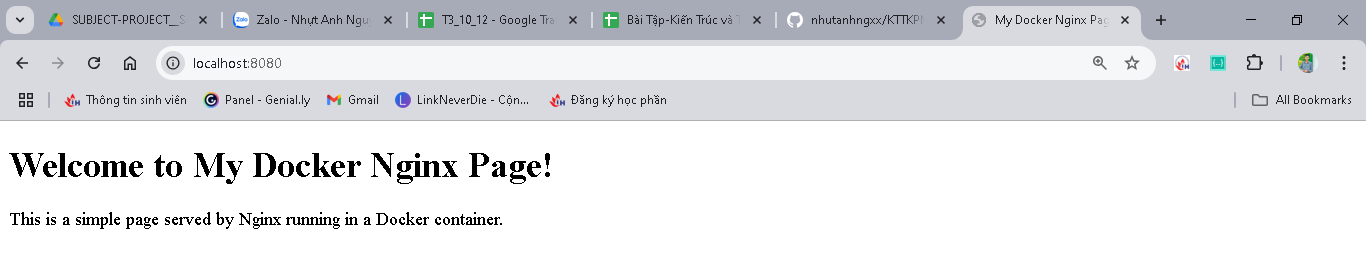 SUBJECT-PROJECT__S
Zalo - Nhựt Anh Ngu
T3_10_12 - Google Tra
Bài Tập-Kiến Trúc và T
nhutanhngxx/KTTKP
My Docker Nginx Pag
localhost:8080
Thông tin sinh viên
Panel - Genial.ly
Gmail
LinkNeverDie - Cộn...
Đăng ký học phần
All Bookmarks
Welcome to My Docker Nginx Page!
This is a simple page served by Nginx running in a Docker container.